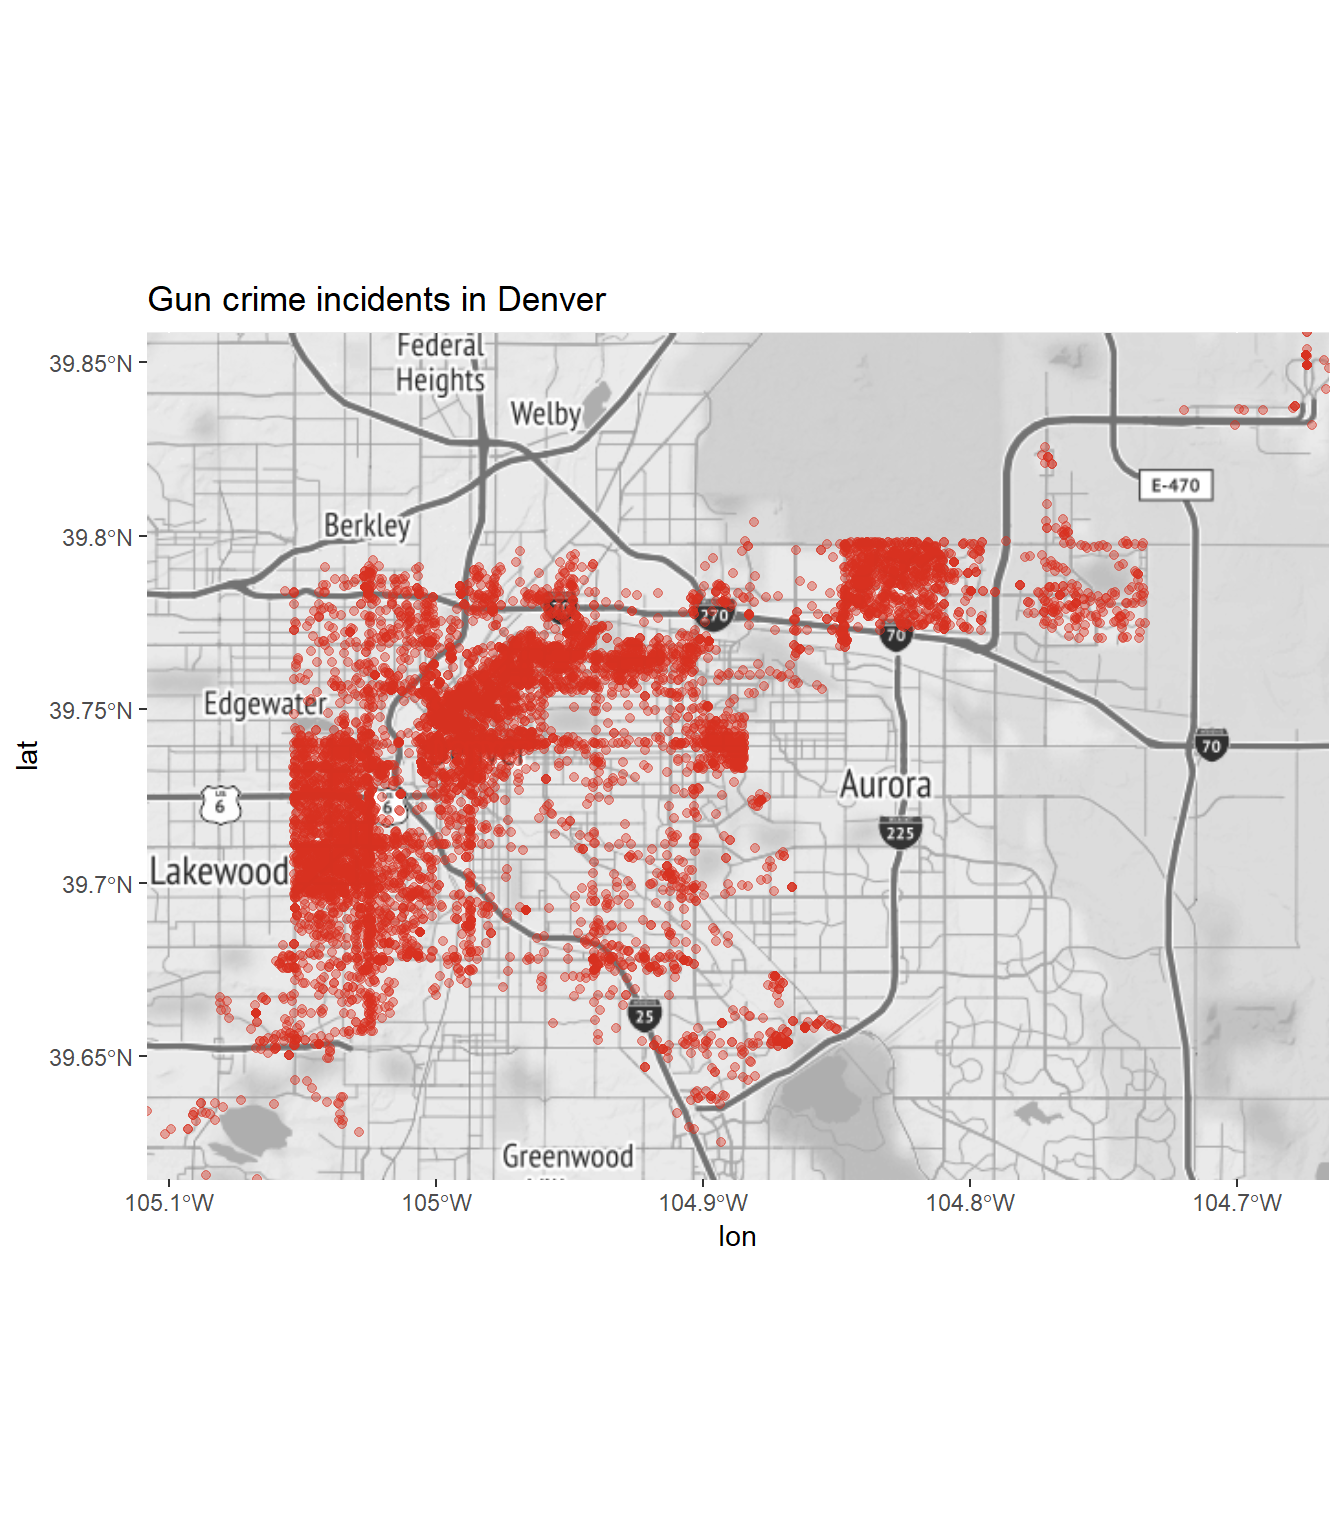 Gun crime incidents in Denver
39.85°N
39.8°N
39.75°N
39.7°N
39.65°N
lat
Federal
Heights
Welby
E-470
Berkley
270
70
Edgewater
70
Aurora
US
6
6
225
Lakewood
25
Greenwood
105.1°W
105°W
104.9°W
104.8°W
104.7°W
lon